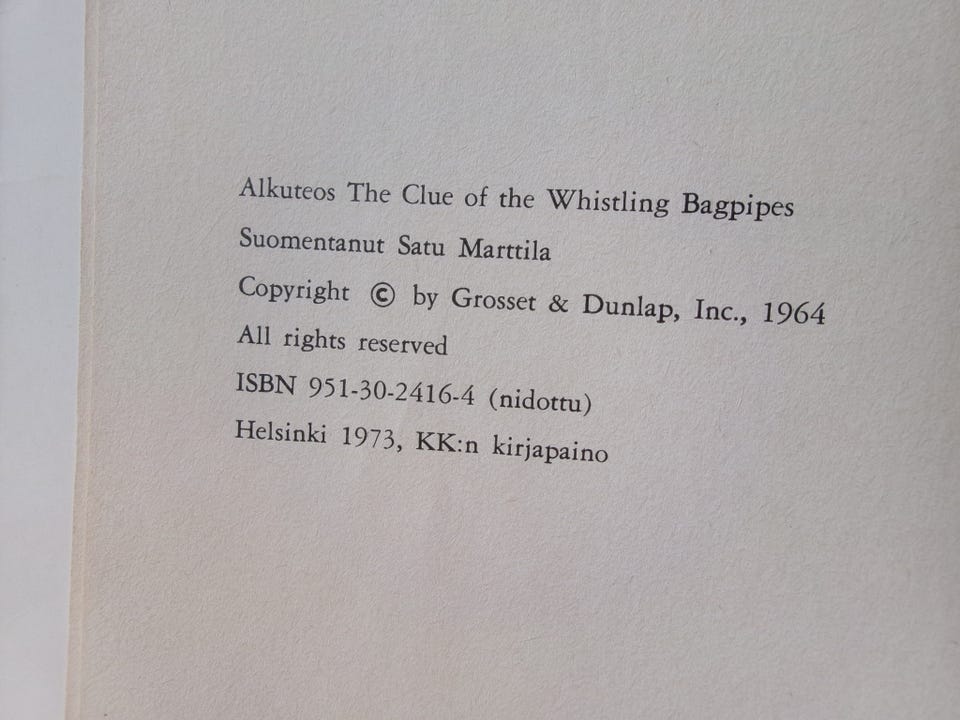 Alkuteos The Clue of the Whistling Bagpipes
Suomentanut Satu Marttila
Copyright © by Grosset & Dunlap, Inc., 1964
All rights reserved
ISBN 951-30-2416-4 (nidottu)
Helsinki 1973, KK:n kirjapaino